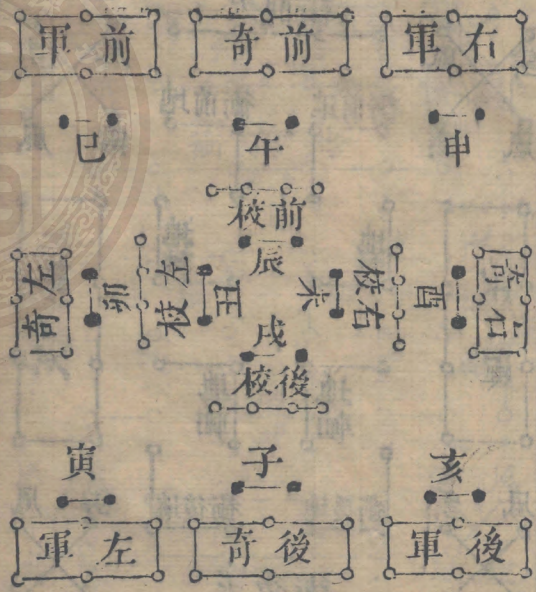 右軍
前奇
前軍
申
午
巳
前校
辰
右奇
酉
右校
未
丑
左校
卯
左奇
戌
後校
亥
子
寅
後軍
後奇
左軍